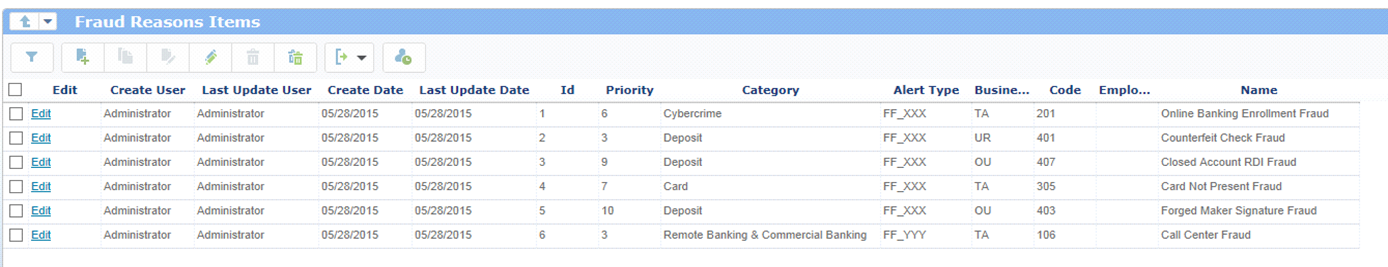 Fraud Reasons Items
Edit Create User Last Update User Create Date Last Update Date Id Priority Category Alert Type Busine... Code Emplo... Name
Edit Administrator Administrator 05/28/2015 05/28/2015 1 6 Cybercrime FF_XXX TA 201 Online Banking Enrollment Fraud
Edit Administrator Administrator 05/28/2015 05/28/2015 2 3 Deposit FF_XXX UR 401 Counterfeit Check Fraud
Edit Administrator Administrator 05/28/2015 05/28/2015 3 9 Deposit FF_XXX OU 407 Closed Account RDI Fraud
Edit Administrator Administrator 05/28/2015 05/28/2015 4 7 Card FF_XXX TA 305 Card Not Present Fraud
Edit Administrator Administrator 05/28/2015 05/28/2015 5 10 Deposit FF_XXX OU 403 Forged Maker Signature Fraud
Edit Administrator Administrator 05/28/2015 05/28/2015 6 3 Remote Banking & Commercial Banking FF_YYY TA 106 Call Center Fraud